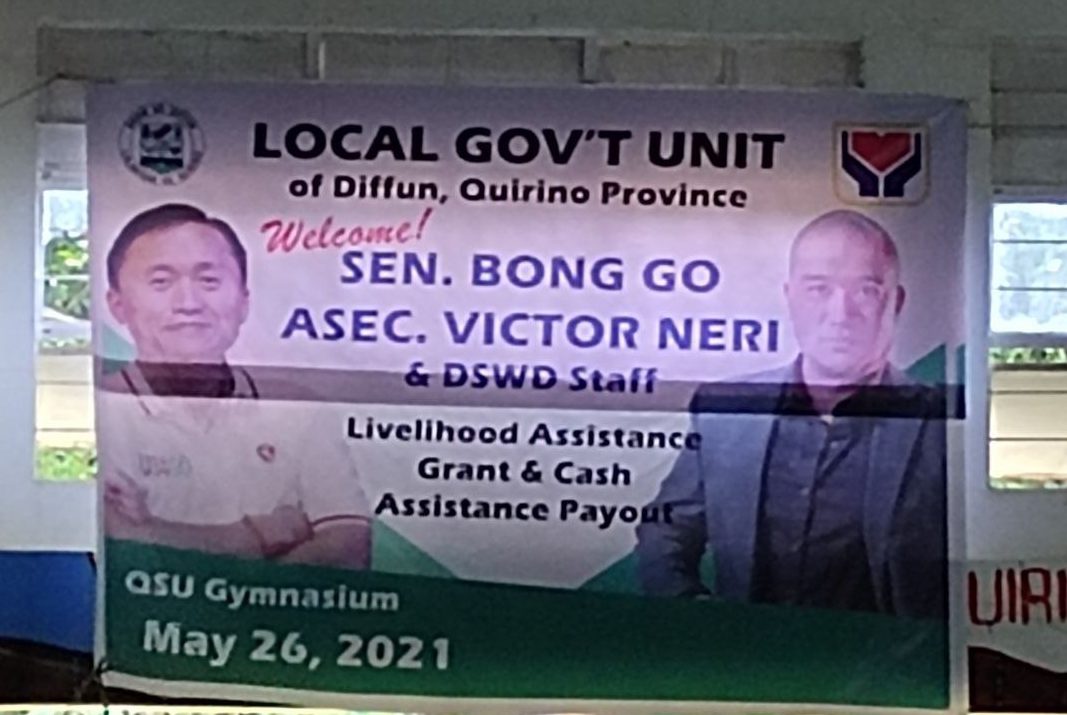 LOCAL GOV'T UNIT
of Diffun, Quirino Province
Welcome!
SEN. BONG GO
ASEC. VICTOR NERI
& DSWD Staff
Livelihood Assistance
Grant & Cash
Assistance Payout
QSU Gymnasium
May 26, 2021
UIRI